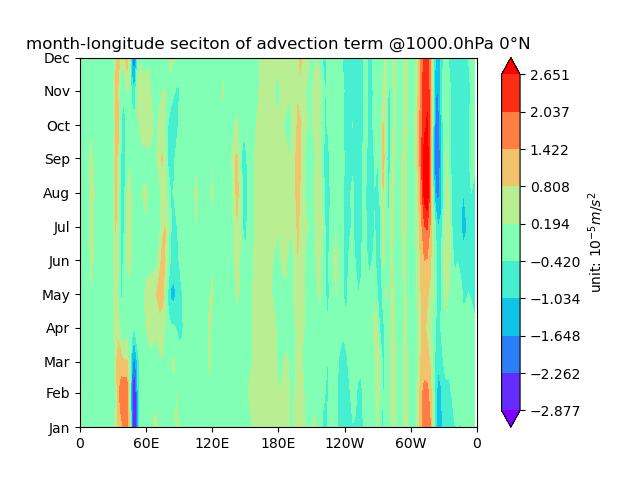 month-longitude seciton of advection term @1000.0hPa 0°N
Dec
Nov
Oct
Sep
Aug
Jul
Jun
May
Apr
Mar
Feb
Jan
0 60E 120E 180E 120W 60W 0
2.651
2.037
1.422
0.808
0.194
−0.420
−1.034
−1.648
−2.262
−2.877
unit: 10⁻⁵m/s²